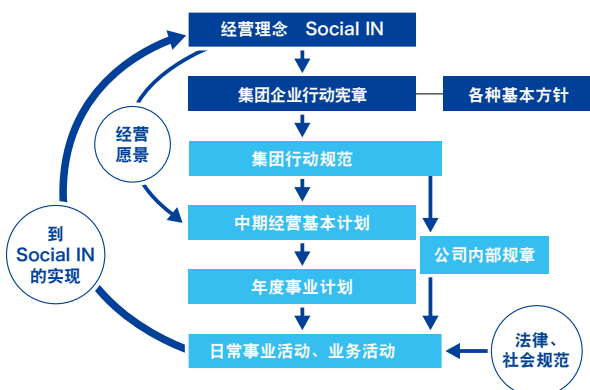 经营理念　Social IN
集团企业行动宪章
各种基本方针
经营
愿景
集团行动规范
中期经营基本计划
到
Social IN
的实现
公司内部规章
年度事业计划
日常事业活动、业务活动
法律、
社会规范